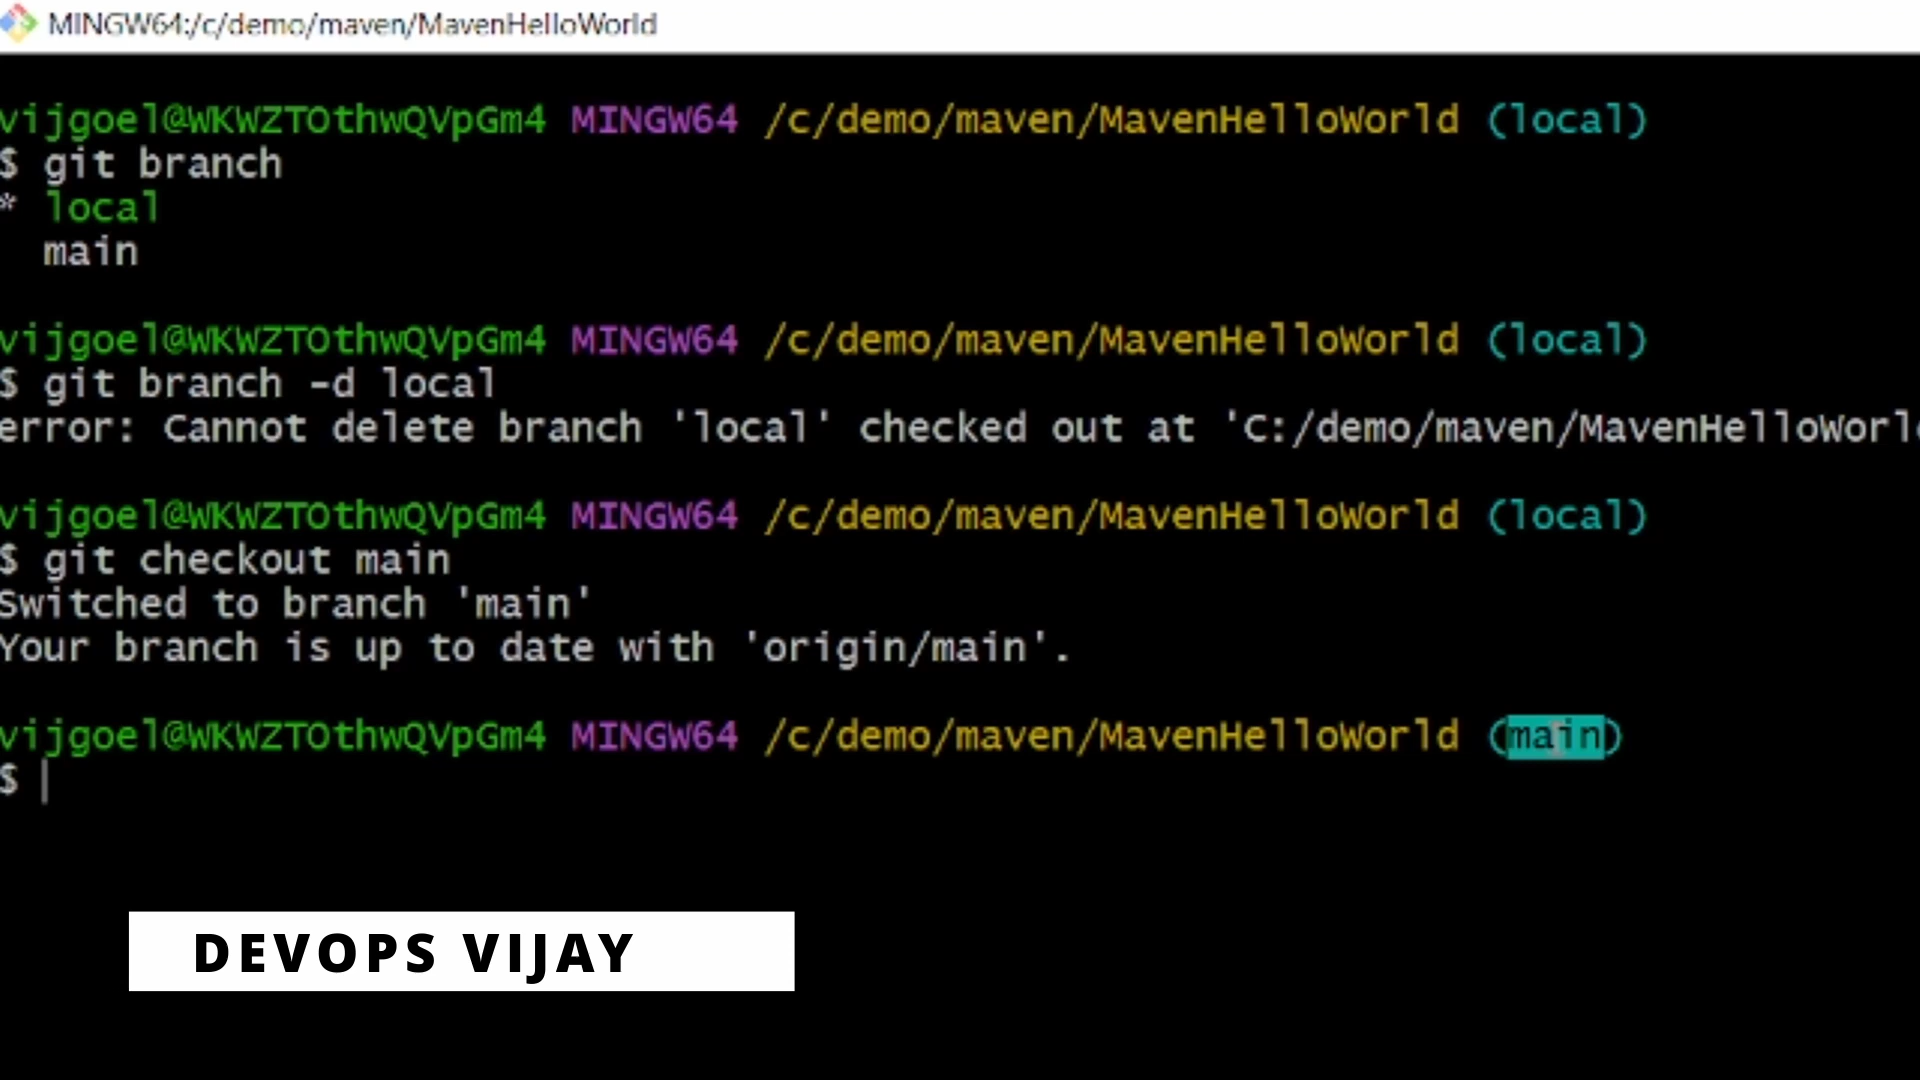 MINGW64:/c/demo/maven/MavenHelloWorld
vijgoel@WKWZTOthwQVpGm4 MINGW64 /c/demo/maven/MavenHelloWorld (local)
$ git branch
* local
  main
vijgoel@WKWZTOthwQVpGm4 MINGW64 /c/demo/maven/MavenHelloWorld (local)
$ git branch -d local
error: Cannot delete branch 'local' checked out at 'C:/demo/maven/MavenHelloWorld
vijgoel@WKWZTOthwQVpGm4 MINGW64 /c/demo/maven/MavenHelloWorld (local)
$ git checkout main
Switched to branch 'main'
Your branch is up to date with 'origin/main'.
vijgoel@WKWZTOthwQVpGm4 MINGW64 /c/demo/maven/MavenHelloWorld (main)
$
DEVOPS VIJAY